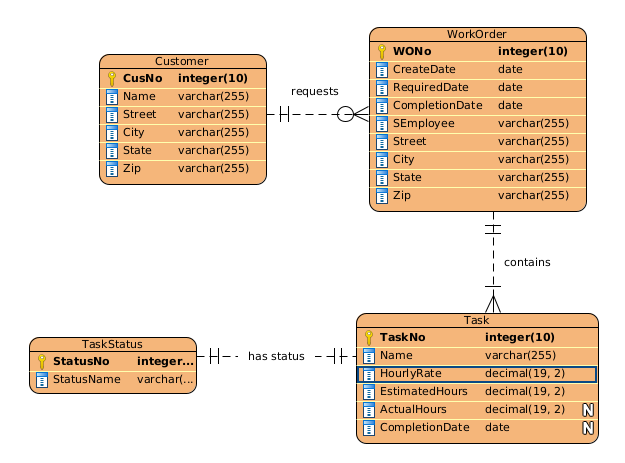 Customer
CusNo integer(10)
Name varchar(255)
Street varchar(255)
City varchar(255)
State varchar(255)
Zip varchar(255)
requests
WorkOrder
WONo integer(10)
CreateDate date
RequiredDate date
CompletionDate date
SEmployee varchar(255)
Street varchar(255)
City varchar(255)
State varchar(255)
Zip varchar(255)
contains
TaskStatus
StatusNo integer...
StatusName varchar(...
has status
Task
TaskNo integer(10)
Name varchar(255)
HourlyRate decimal(19, 2)
EstimatedHours decimal(19, 2)
ActualHours decimal(19, 2) N
CompletionDate date N